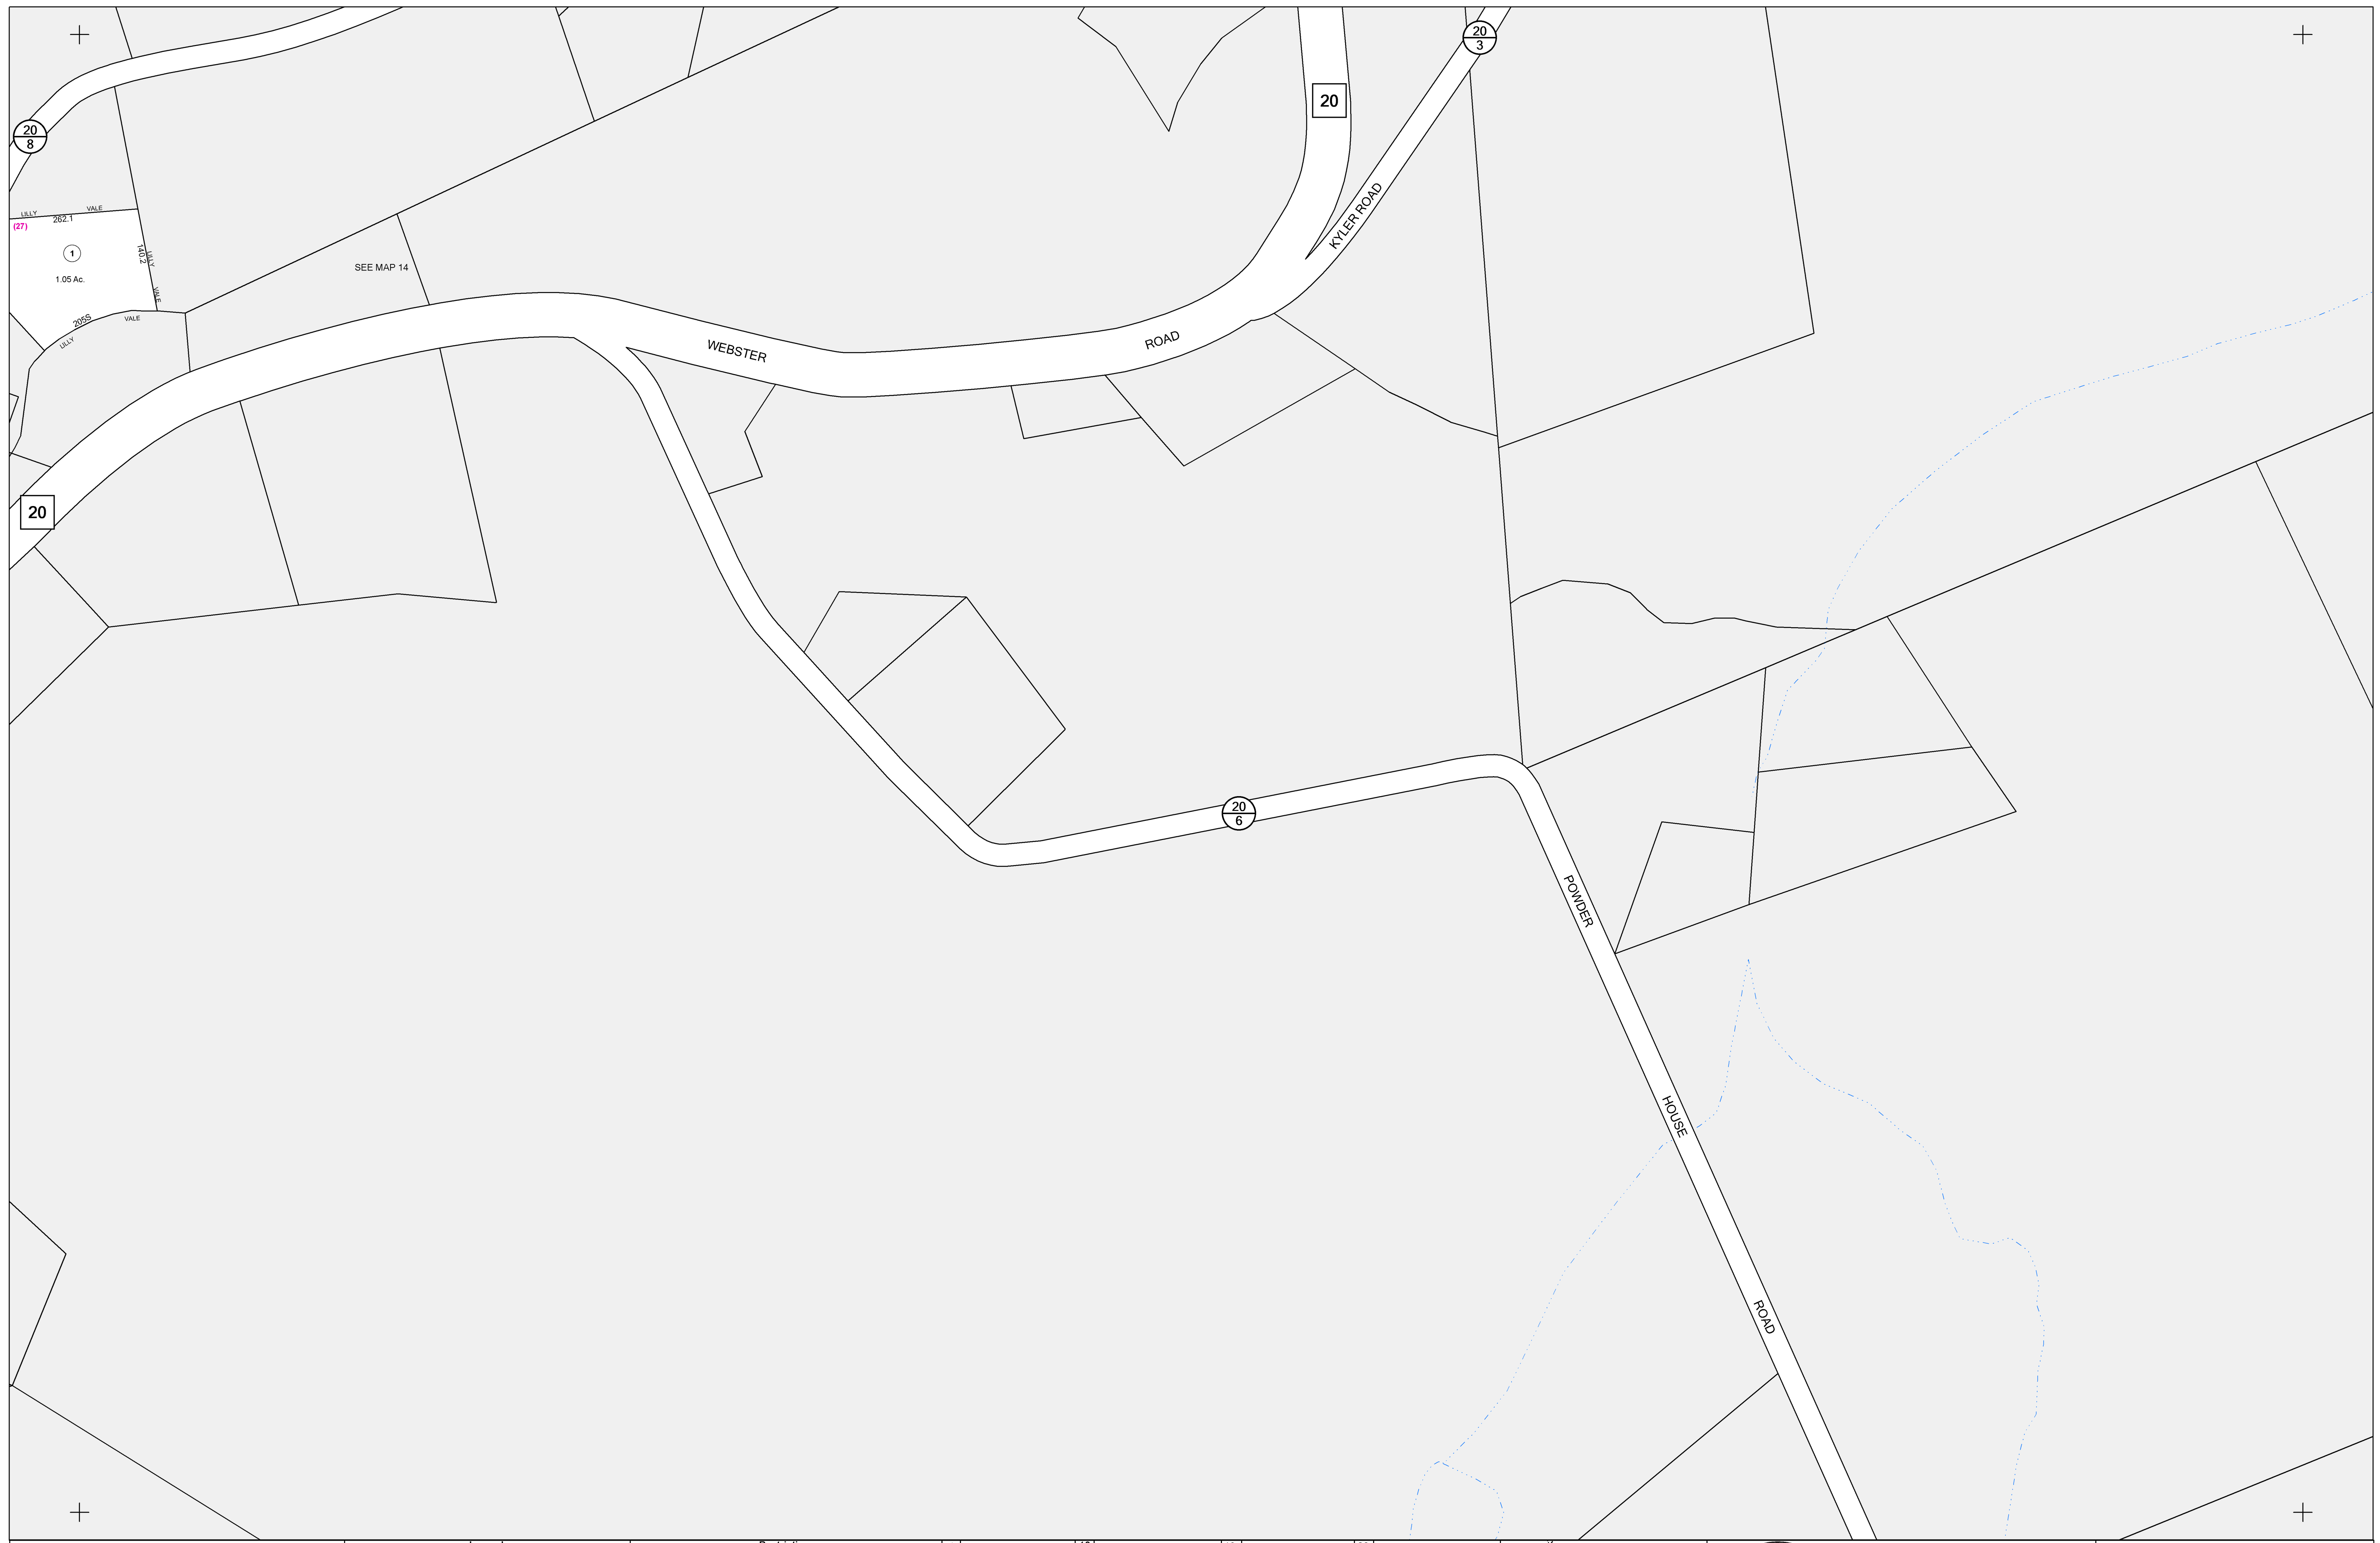 20
3
20
20
8
KYLER ROAD
LILLY
VALE
262.1
(27)
1
140.2
LILLY
SEE MAP 14
1.05 Ac.
VALE
205S
VALE
LILLY
WEBSTER
ROAD
20
20
6
POWDER
HOUSE
ROAD